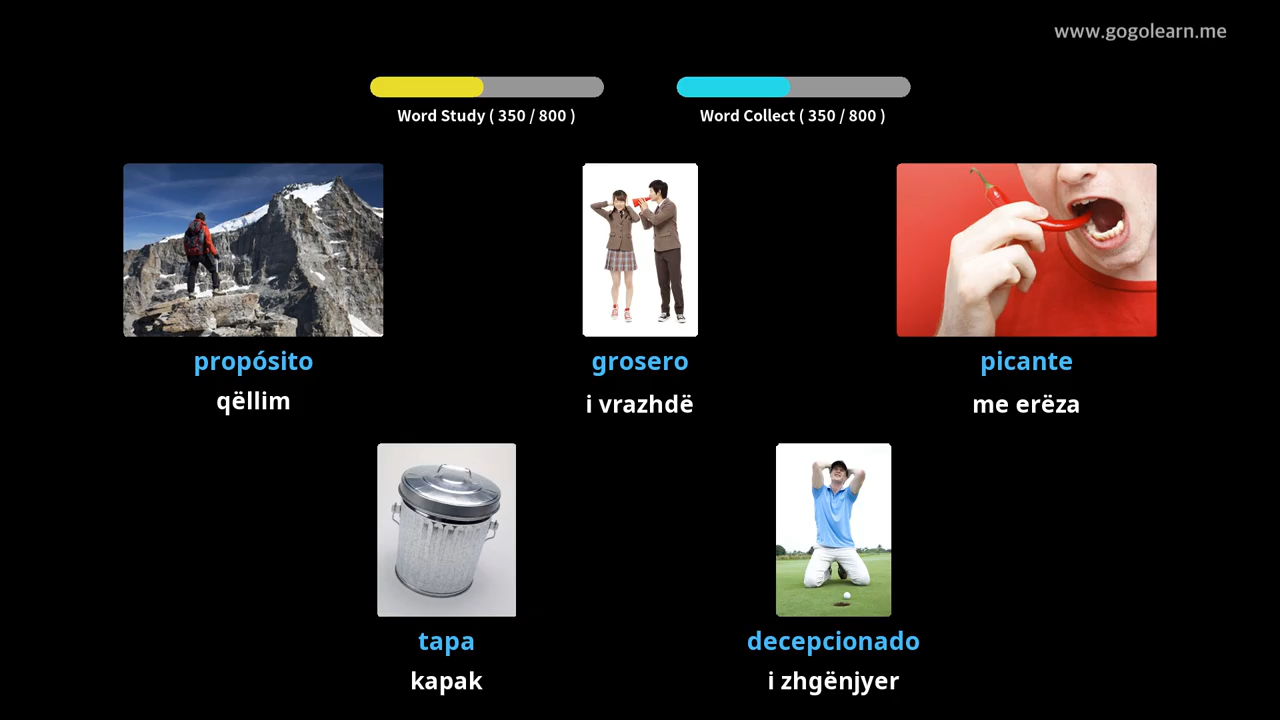 www.gogolearn.me
Word Study ( 350 / 800 )
Word Collect ( 350 / 800 )
propósito
qëllim
grosero
i vrazhdë
picante
me erëza
tapa
kapak
decepcionado
i zhgënjyer